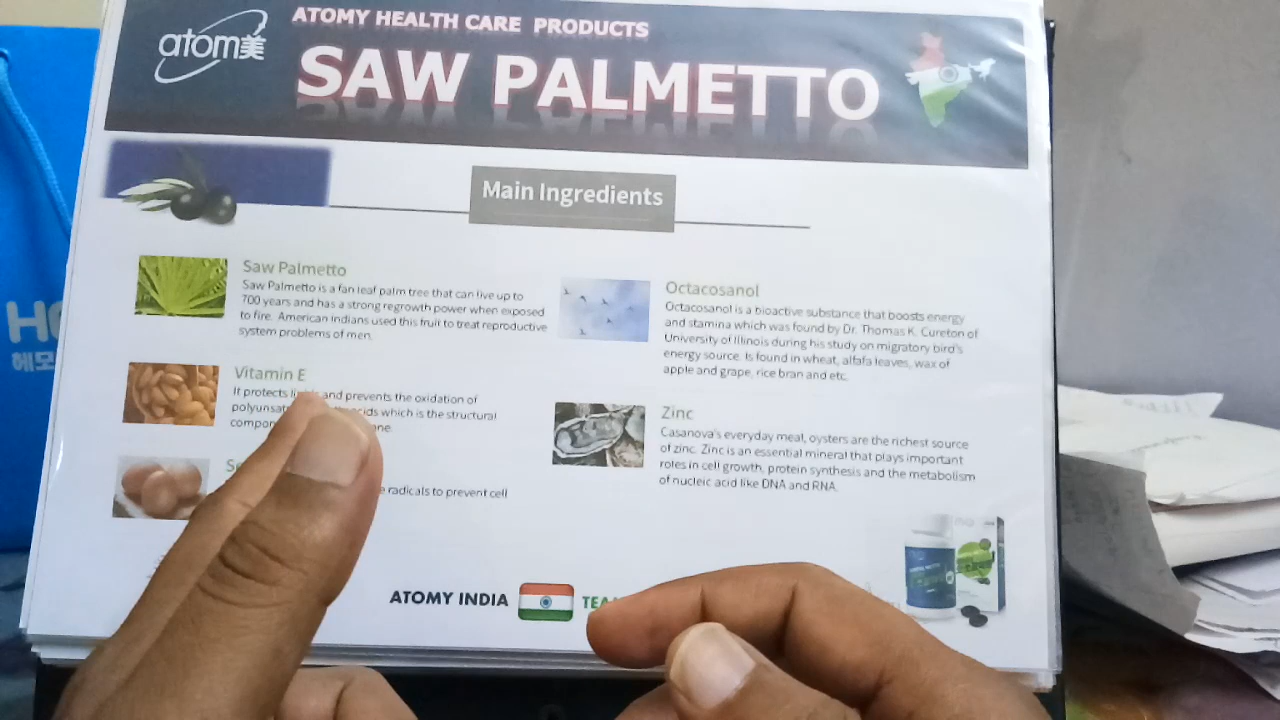 atom美
ATOMY HEALTH CARE PRODUCTS
SAW PALMETTO
Main Ingredients
Saw Palmetto
Saw Palmetto is a fan leaf palm tree that can live up to
700 years and has a strong regrowth power when exposed
to fire. American Indians used this fruit to treat reproductive
system problems of men.
Vitamin E
It protects and prevents the oxidation of
polyunsat cids which is the structural
compon ne.
Se
e radicals to prevent cell
Octacosanol
Octacosanol is a bioactive substance that boosts energy
and stamina which was found by Dr. Thomas K. Cureton of
University of Illinois during his study on migratory bird's
energy source. Is found in wheat, alfafa leaves, wax of
apple and grape, rice bran and etc.
Zinc
Casanova's everyday meal, oysters are the richest source
of zinc. Zinc is an essential mineral that plays important
roles in cell growth, protein synthesis and the metabolism
of nucleic acid like DNA and RNA.
ATOMY INDIA TEA
헤모